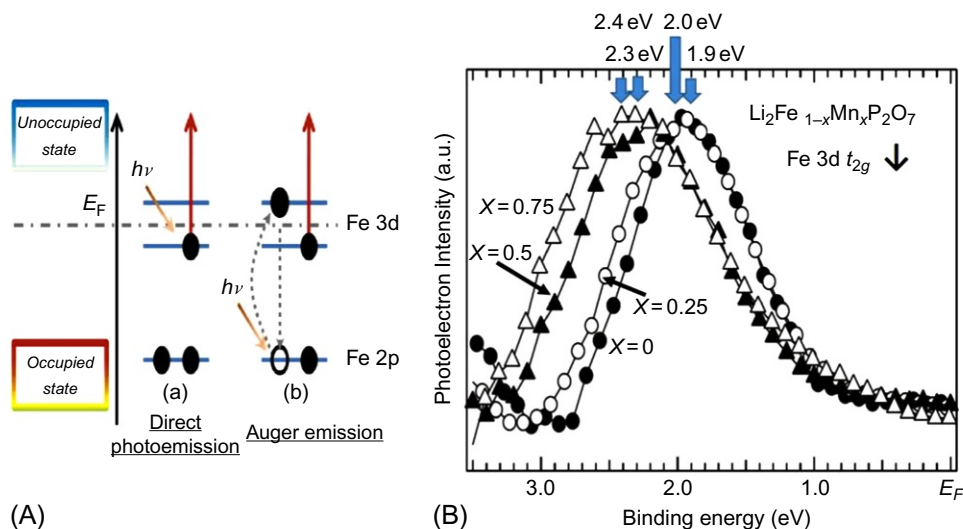 Unoccupied
state
hν
E_F
Fe 3d
hν
Occupied
state
Fe 2p
(a)
(b)
Direct
photoemission
Auger emission
(A)
2.4 eV
2.0 eV
2.3 eV
1.9 eV
Li₂Fe ₁₋ₓMnₓP₂O₇
Fe 3d t₂g
X = 0.75
X = 0.5
X = 0.25
X = 0
Photoelectron Intensity (a.u.)
3.0
2.0
1.0
E_F
Binding energy (eV)
(B)